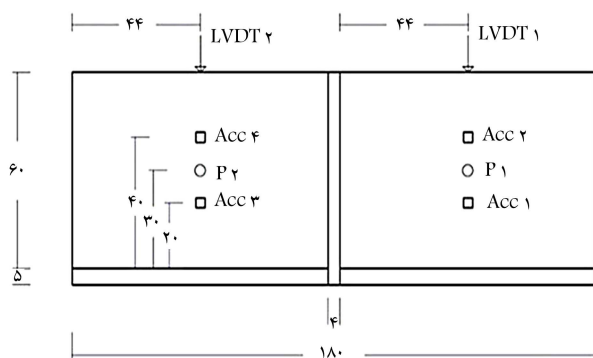 ۴۴
۴۴
LVDT ۲
LVDT ۱
Acc ۴
Acc ۲
۶۰
P ۲
P ۱
۴۰
۳۰
۲۰
Acc ۳
Acc ۱
۵
۴
۱۸۰